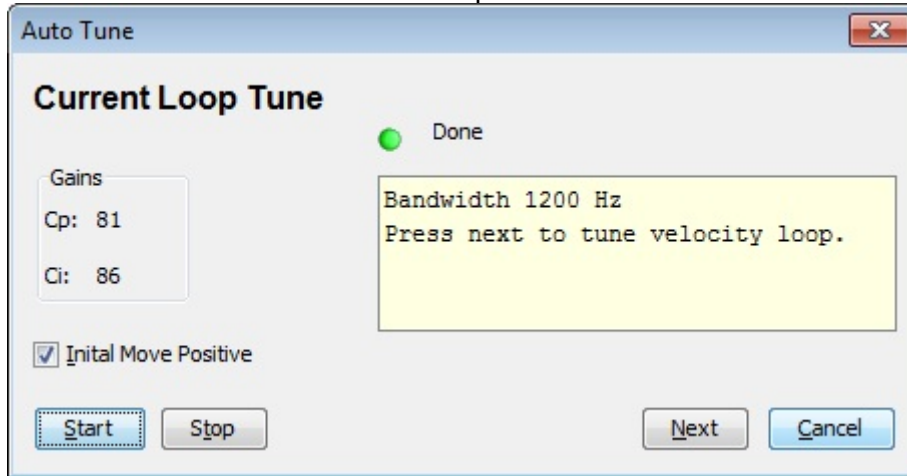 Auto Tune
Current Loop Tune
Done
Gains
Cp: 81
Ci: 86
Bandwidth 1200 Hz
Press next to tune velocity loop.
Inital Move Positive
Start
Stop
Next
Cancel